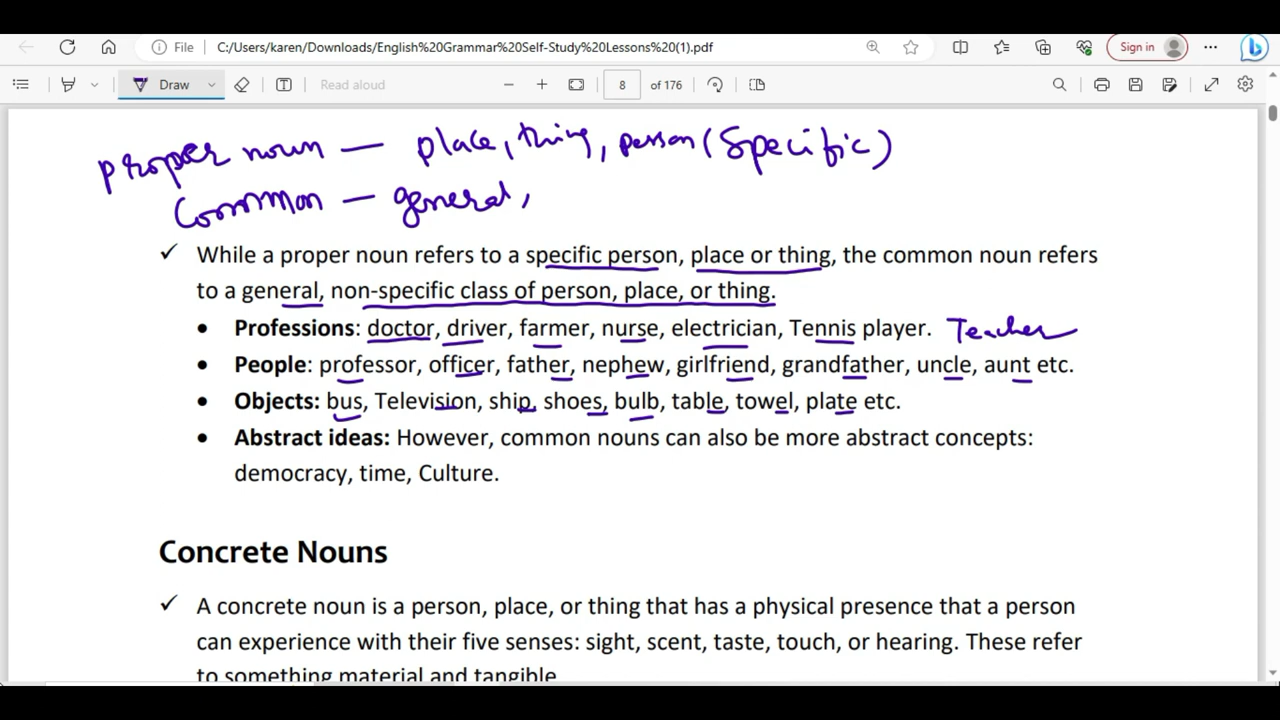 File
C:/Users/karen/Downloads/English%20Grammar%20Self-Study%20Lessons%20(1).pdf
Sign in
Draw
Read aloud
8 of 176
proper noun — place, thing, person (Specific)
Common — general,
✓ While a proper noun refers to a specific person, place or thing, the common noun refers
to a general, non-specific class of person, place, or thing.
• Professions: doctor, driver, farmer, nurse, electrician, Tennis player. Teacher
• People: professor, officer, father, nephew, girlfriend, grandfather, uncle, aunt etc.
• Objects: bus, Television, ship, shoes, bulb, table, towel, plate etc.
• Abstract ideas: However, common nouns can also be more abstract concepts:
democracy, time, Culture.
Concrete Nouns
✓ A concrete noun is a person, place, or thing that has a physical presence that a person
can experience with their five senses: sight, scent, taste, touch, or hearing. These refer
to something material and tangible.